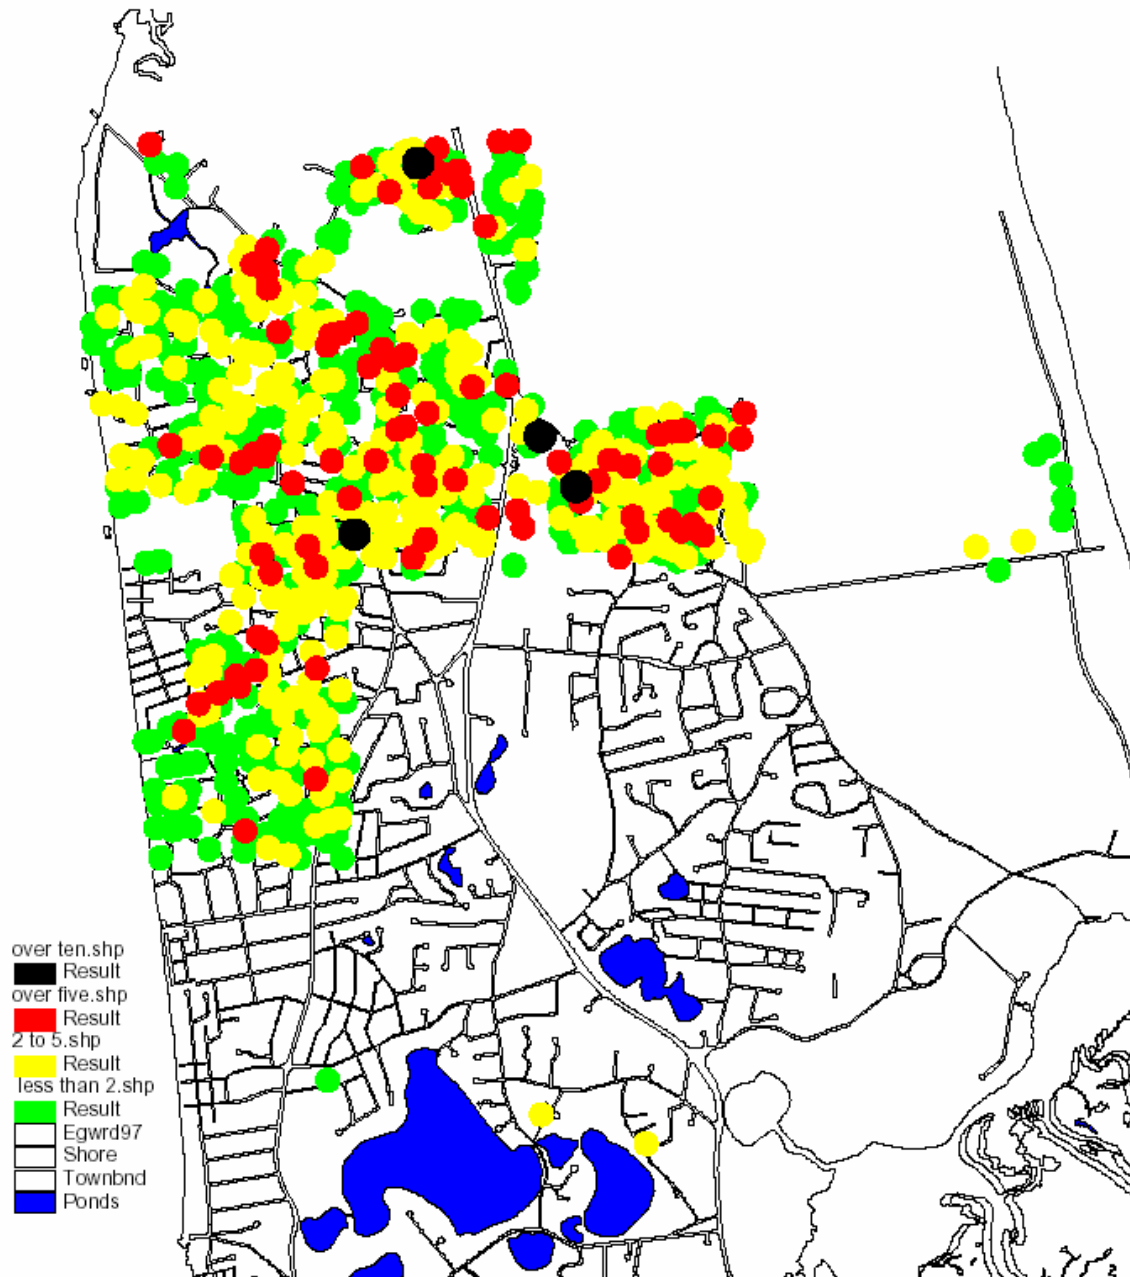 over ten.shp
Result
over five.shp
Result
2 to 5.shp
Result
less than 2.shp
Result
Egwrd97
Shore
Townbnd
Ponds